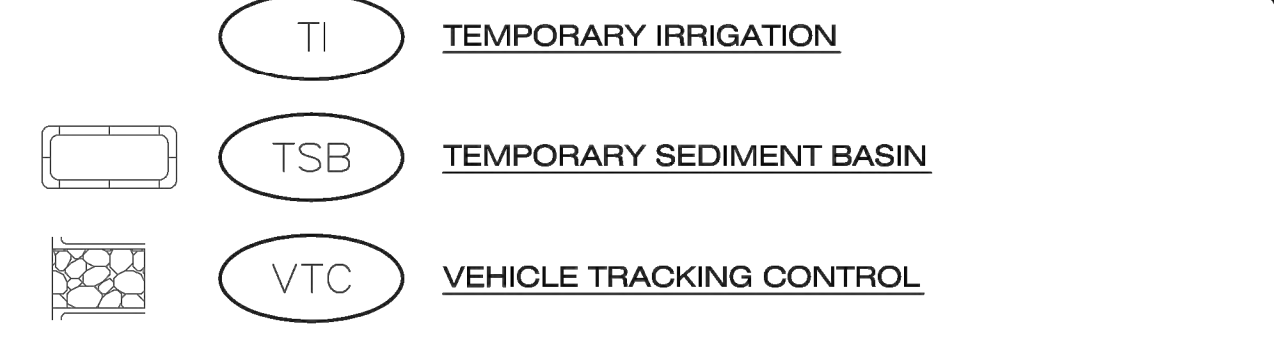 TI TEMPORARY IRRIGATION
TSB TEMPORARY SEDIMENT BASIN
VTC VEHICLE TRACKING CONTROL